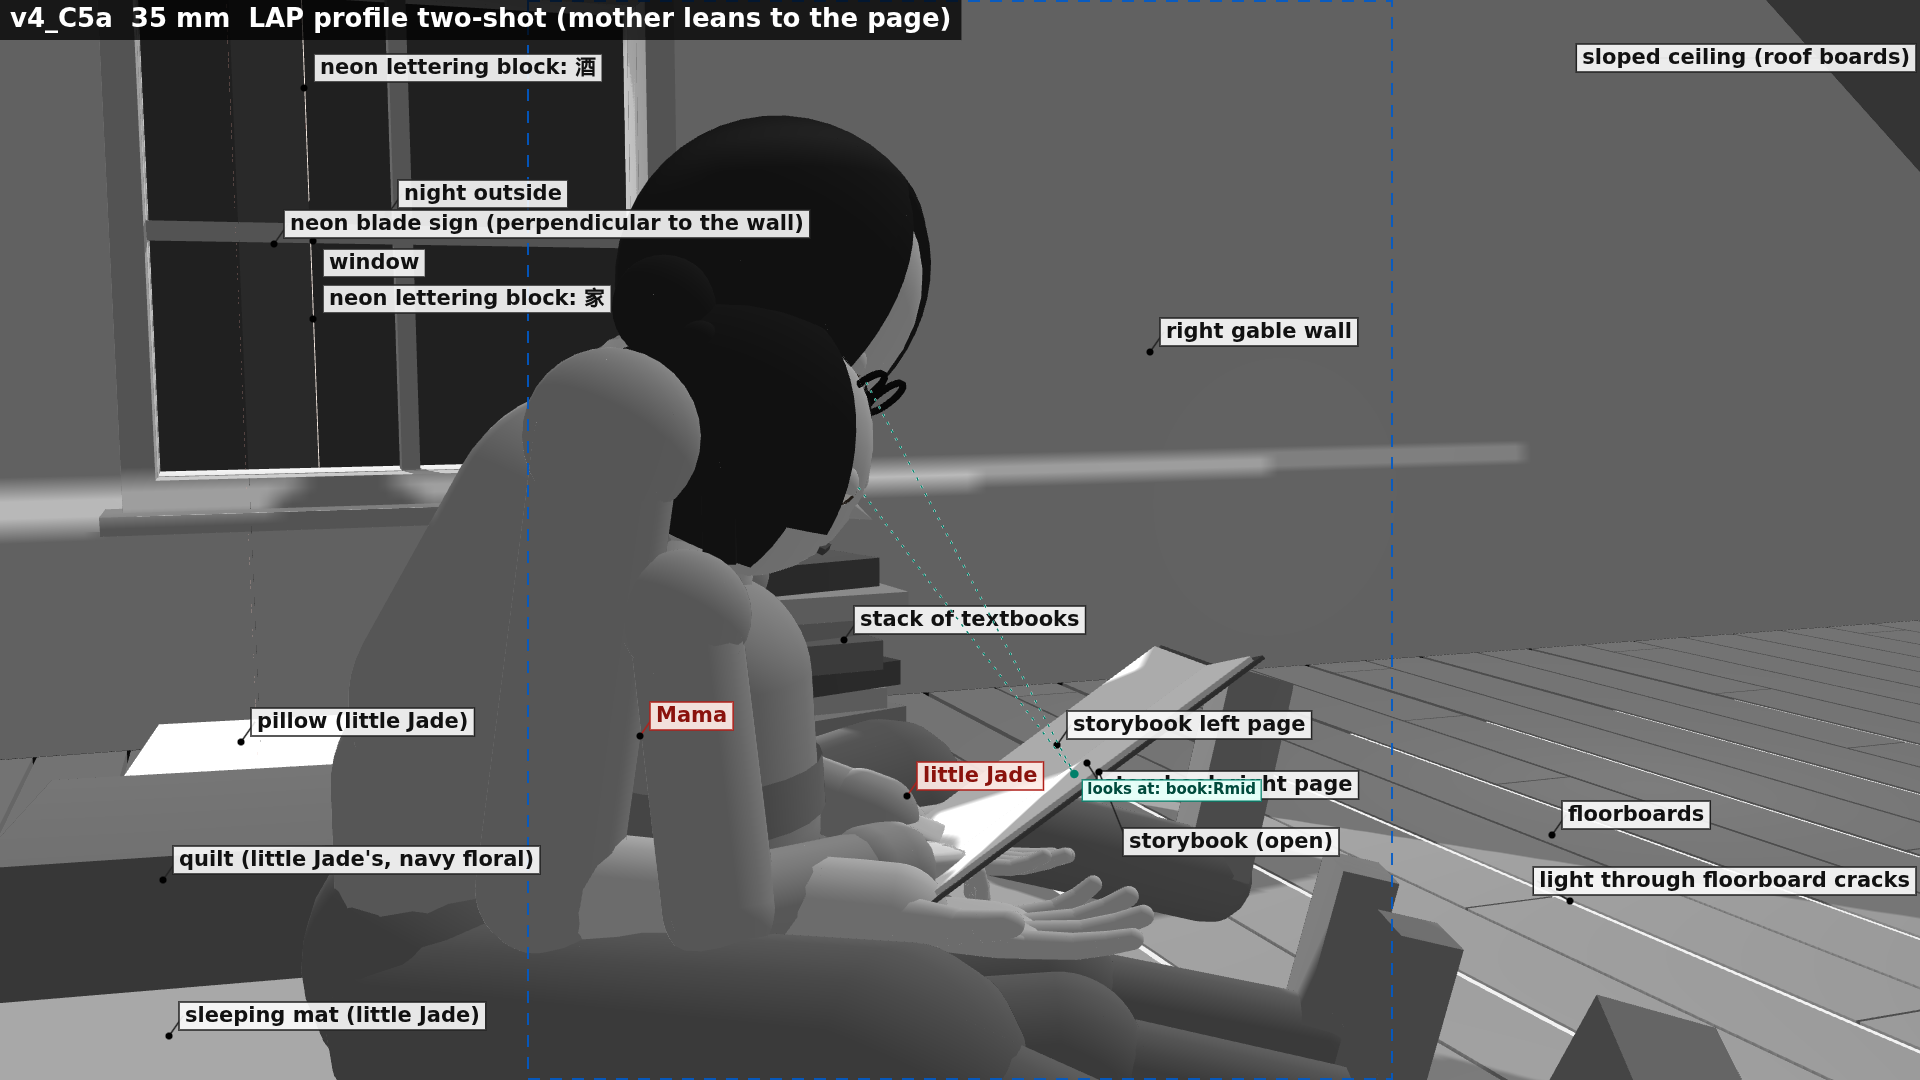 v4_C5a 35 mm LAP profile two-shot (mother leans to the page)
sloped ceiling (roof boards)
neon lettering block: 酒
night outside
neon blade sign (perpendicular to the wall)
window
neon lettering block: 家
right gable wall
stack of textbooks
pillow (little Jade)
Mama
storybook left page
little Jade
ht page
looks at: book:Rmid
floorboards
storybook (open)
quilt (little Jade's, navy floral)
light through floorboard cracks
sleeping mat (little Jade)